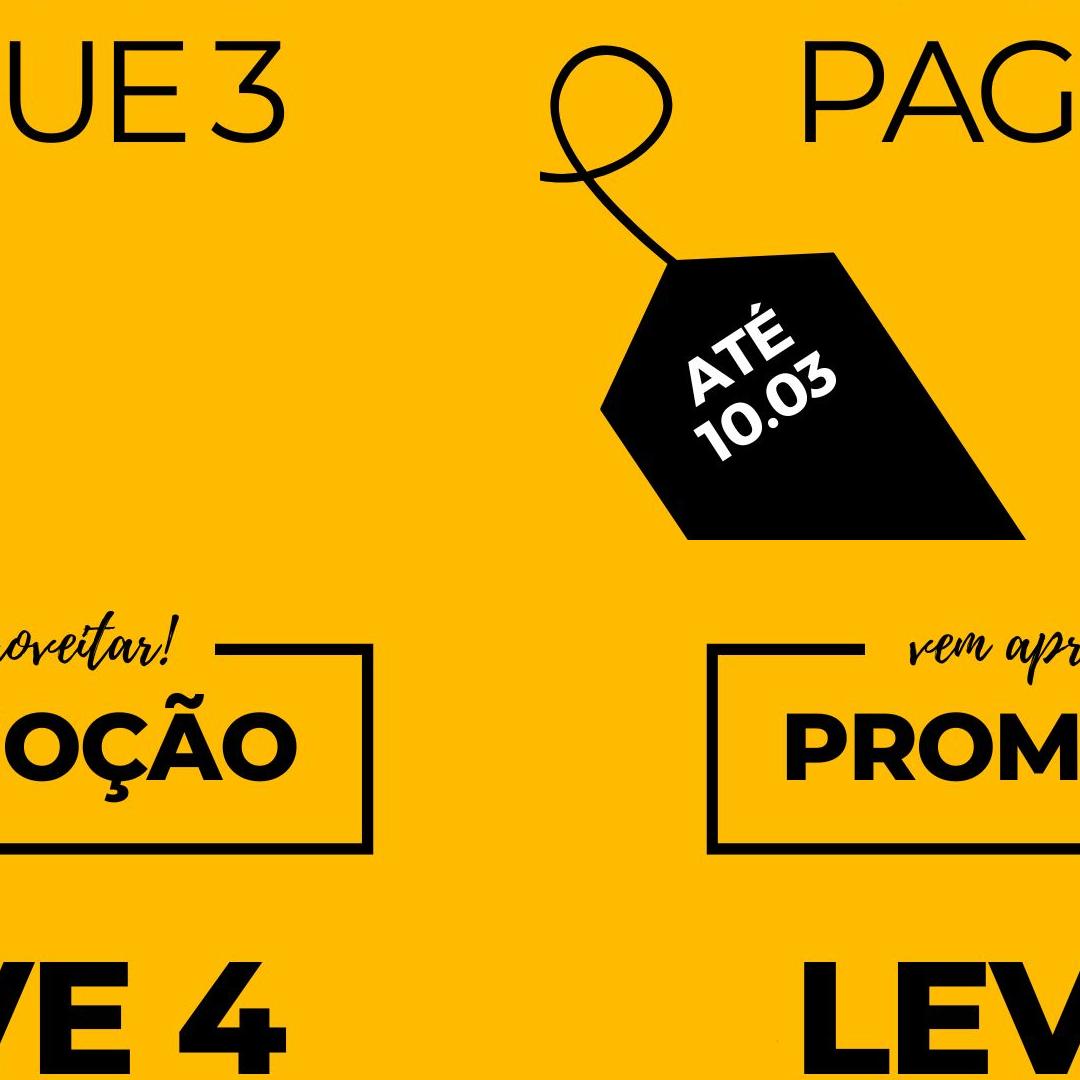 UE 3
PAG
ATÉ
10.03
oveitar!
vem apr
OÇÃO
PROM
VE 4
LEV